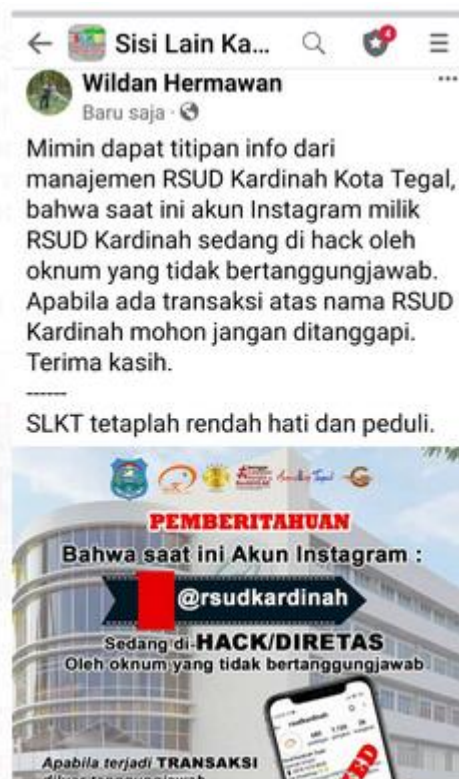 Sisi Lain Ka...
4
Wildan Hermawan
Baru saja
Mimin dapat titipan info dari
manajemen RSUD Kardinah Kota Tegal,
bahwa saat ini akun Instagram milik
RSUD Kardinah sedang di hack oleh
oknum yang tidak bertanggungjawab.
Apabila ada transaksi atas nama RSUD
Kardinah mohon jangan ditanggapi.
Terima kasih.
------
SLKT tetaplah rendah hati dan peduli.
PEMBERITAHUAN
Bahwa saat ini Akun Instagram :
@rsudkardinah
Sedang di-HACK/DIRETAS
Oleh oknum yang tidak bertanggungjawab
rsudkardinah
Apabila terjadi TRANSAKSI